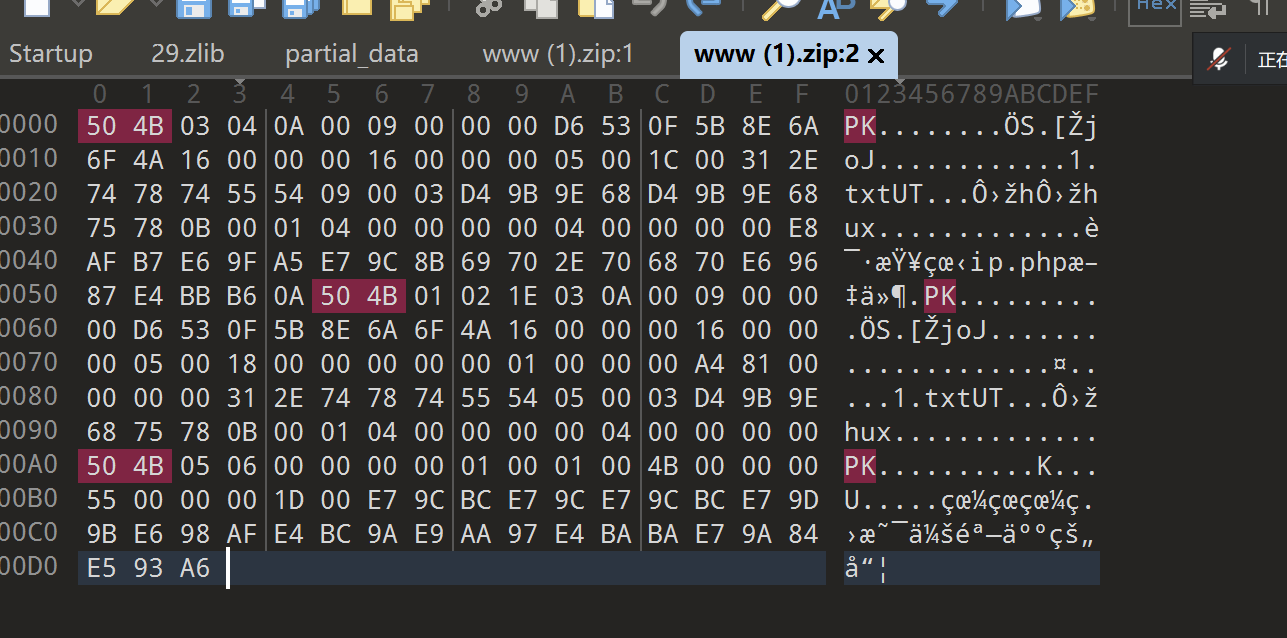 Hex
Startup 29.zlib partial_data www (1).zip:1 www (1).zip:2 ×
正在
0 1 2 3 4 5 6 7 8 9 A B C D E F 0123456789ABCDEF
0000 50 4B 03 04 0A 00 09 00 00 00 D6 53 0F 5B 8E 6A PK........ÖS.[Žj
0010 6F 4A 16 00 00 00 16 00 00 00 05 00 1C 00 31 2E oJ............1.
0020 74 78 74 55 54 09 00 03 D4 9B 9E 68 D4 9B 9E 68 txtUT...Ô›žhÔ›žh
0030 75 78 0B 00 01 04 00 00 00 00 04 00 00 00 00 E8 ux.............è
0040 AF B7 E6 9F A5 E7 9C 8B 69 70 2E 70 68 70 E6 96 ¯·æŸ¥çœ‹ip.phpæ–
0050 87 E4 BB B6 0A 50 4B 01 02 1E 03 0A 00 09 00 00 ‡ä»¶.PK.........
0060 00 D6 53 0F 5B 8E 6A 6F 4A 16 00 00 00 16 00 00 .ÖS.[ŽjoJ.......
0070 00 05 00 18 00 00 00 00 00 01 00 00 00 A4 81 00 .............¤..
0080 00 00 00 31 2E 74 78 74 55 54 05 00 03 D4 9B 9E ...1.txtUT...Ô›ž
0090 68 75 78 0B 00 01 04 00 00 00 00 04 00 00 00 00 hux.............
00A0 50 4B 05 06 00 00 00 00 01 00 01 00 4B 00 00 00 PK..........K...
00B0 55 00 00 00 1D 00 E7 9C BC E7 9C E7 9C BC E7 9D U.....çœ¼çœçœ¼ç.
00C0 9B E6 98 AF E4 BC 9A E9 AA 97 E4 BA BA E7 9A 84 ›æ˜¯ä¼šéª—äººçš„
00D0 E5 93 A6 å“¦